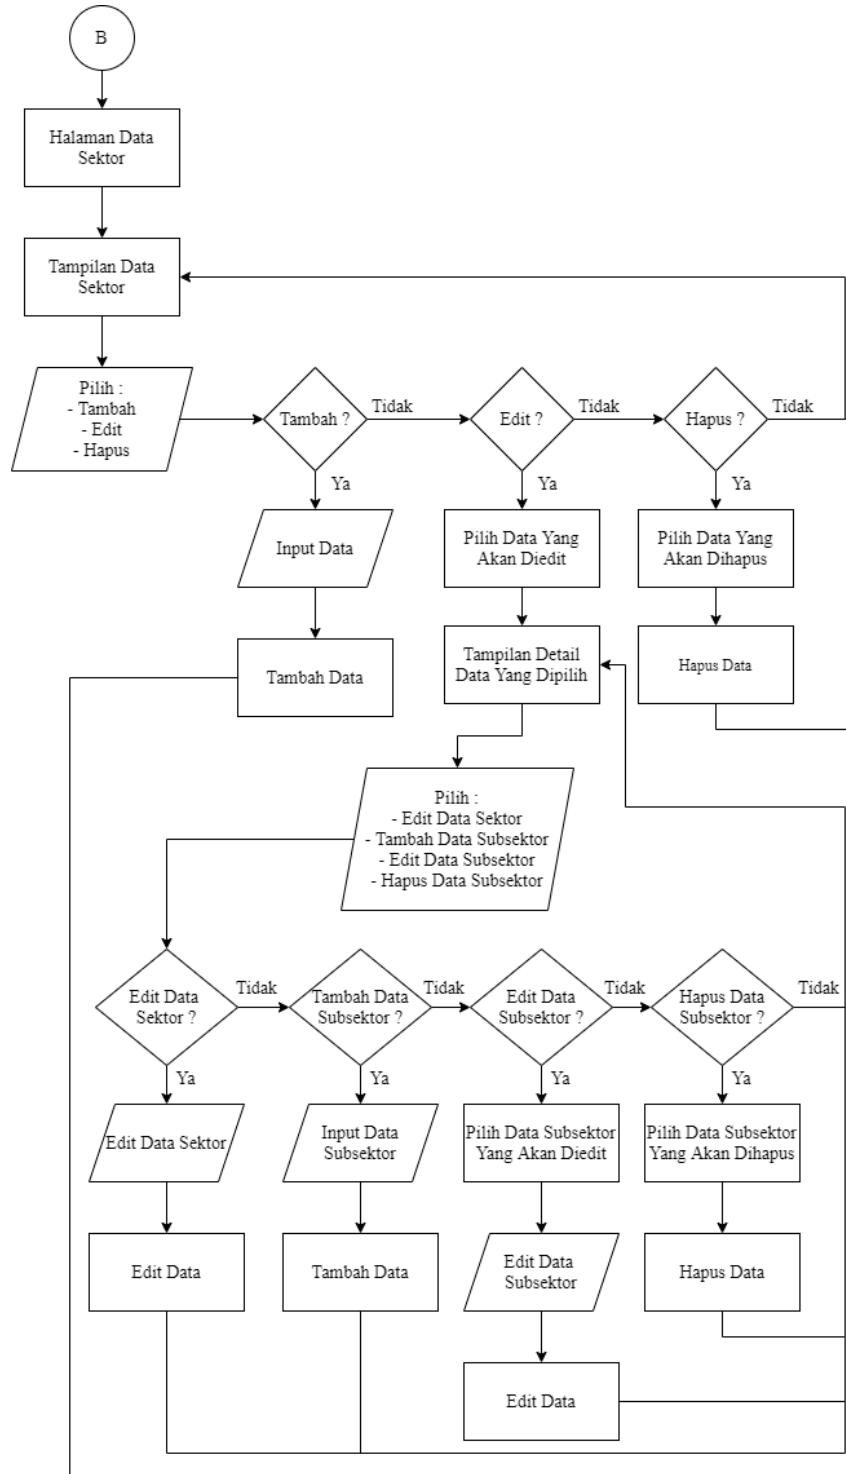 B
Halaman Data
Sektor
Tampilan Data
Sektor
Pilih :
- Tambah
- Edit
- Hapus
Tambah ?
Tidak
Edit ?
Tidak
Hapus ?
Tidak
Ya
Ya
Ya
Input Data
Pilih Data Yang
Akan Diedit
Pilih Data Yang
Akan Dihapus
Tambah Data
Tampilan Detail
Data Yang Dipilih
Hapus Data
Pilih :
- Edit Data Sektor
- Tambah Data Subsektor
- Edit Data Subsektor
- Hapus Data Subsektor
Edit Data
Sektor ?
Tidak
Tambah Data
Subsektor ?
Tidak
Edit Data
Subsektor ?
Tidak
Hapus Data
Subsektor ?
Tidak
Ya
Ya
Ya
Ya
Edit Data Sektor
Input Data
Subsektor
Pilih Data Subsektor
Yang Akan Diedit
Pilih Data Subsektor
Yang Akan Dihapus
Edit Data
Tambah Data
Edit Data
Subsektor
Hapus Data
Edit Data